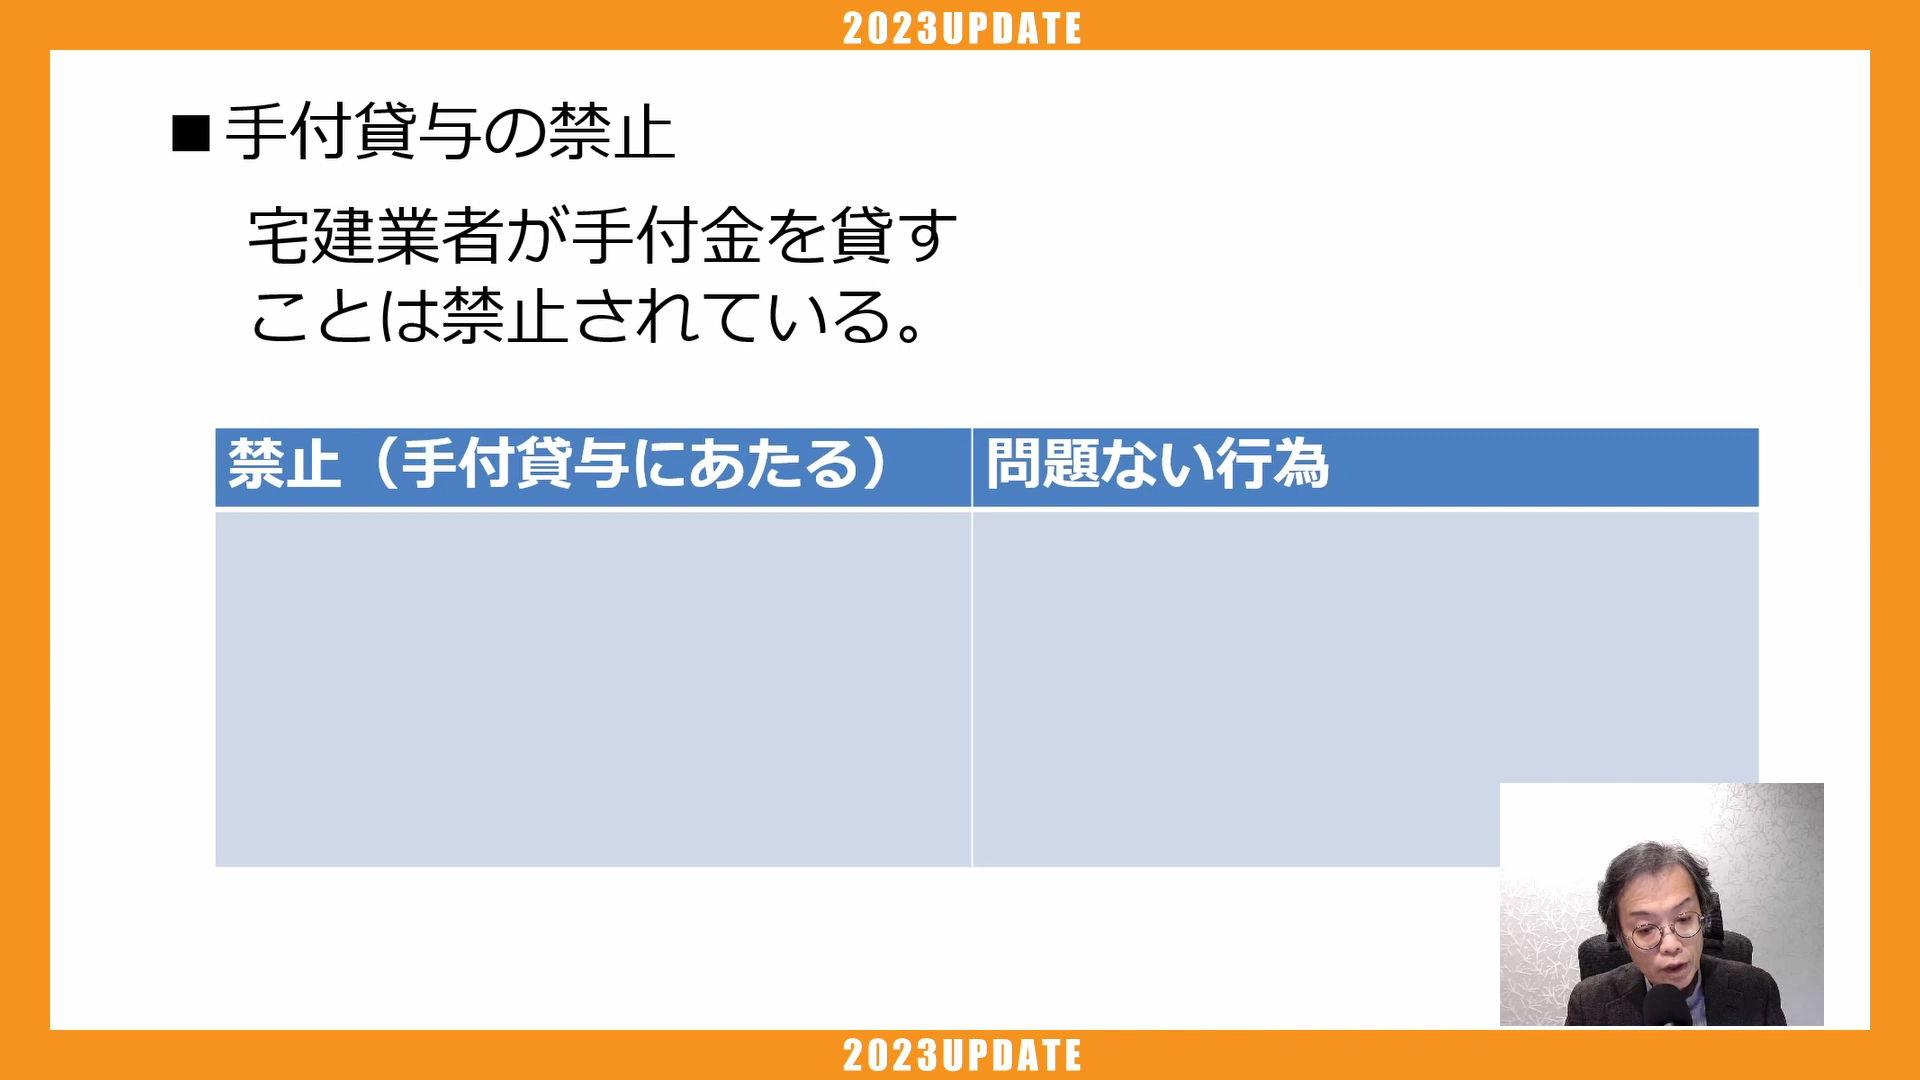 2023UPDATE
■手付貸与の禁止
宅建業者が手付金を貸す
ことは禁止されている。
禁止（手付貸与にあたる）
問題ない行為
2023UPDATE